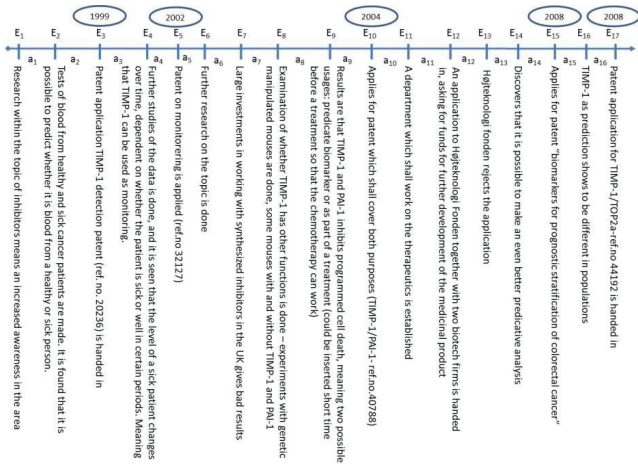 1999
2002
2004
2008
2008
E1 E2 E3 E4 E5 E6 E7 E8 E9 E10 E11 E12 E13 E14 E15 E16 E17
a1 a2 a3 a4 a5 a6 a7 a8 a9 a10 a11 a12 a13 a14 a15 a16
Research within the topic of inhibitors means an increased awareness in the area
Tests of blood from healthy and sick cancer patients are made. It is found that it is
possible to predict whether it is blood from a healthy or sick person.
Patent application TIMP-1 detection patent (ref. no. 20236) is handed in
Further studies of the data is done, and it is seen that the level of a sick patient changes
over time, dependent on whether the patient is sick or well in certain periods. Meaning
that TIMP-1 can be used as monitoring.
Patent on monitorering is applied (ref.no 32127)
Further research on the topic is done
Large investments in working with synthesized inhibitors in the UK gives bad results
Examination of whether TIMP-1 has other functions is done – experiments with genetic
manipulated mouses are done, some mouses with and without TIMP-1 and PAI-1
Results are that TIMP-1 and PAI-1 inhibits programmed cell death, meaning two possible
usages; predicate biomarker or as part of a treatment (could be inserted short time
before a treatment so that the chemotherapy can work)
Applies for patent which shall cover both purposes (TIMP-1/PAI-1- ref.no.40788)
A department which shall work on the therapeutics is established
An application to Højteknologi Fonden together with two biotech firms is handed
in, asking for funds for further development of the medicinal product
Højteknologi fonden rejects the application
Discovers that it is possible to make an even better predicative analysis
Applies for patent "biomarkers for prognostic stratification of colorectal cancer"
TIMP-1 as prediction shows to be different in populations
Patent application for TIMP-1/TOP2a-ref.no 44192 is handed in